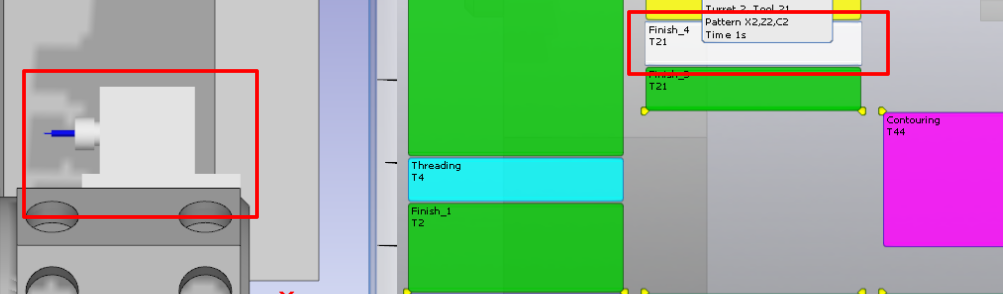 Turret 2, Tool 21
Pattern X2,Z2,C2
Time 1s
Finish_4
T21
Finish_3
T21
Contouring
T44
Threading
T4
Finish_1
T2